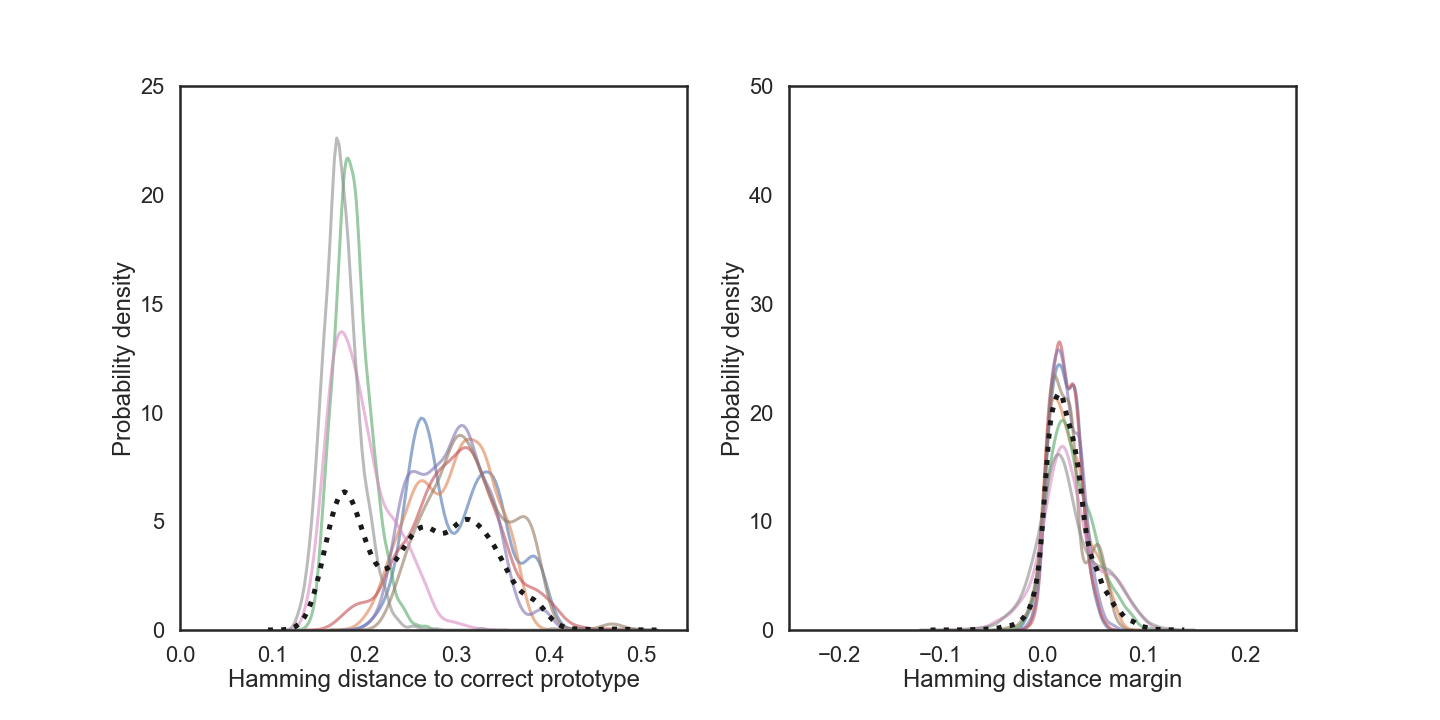 25
20
15
10
5
0
Probability density
0.0 0.1 0.2 0.3 0.4 0.5
Hamming distance to correct prototype
50
40
30
20
10
0
Probability density
−0.2 −0.1 0.0 0.1 0.2
Hamming distance margin